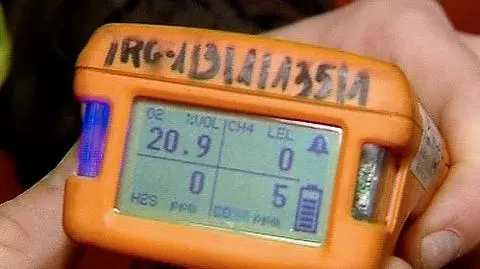 O2 %VOL CH4 LEL
20.9 0
0 5
H2S ppm CO ppm